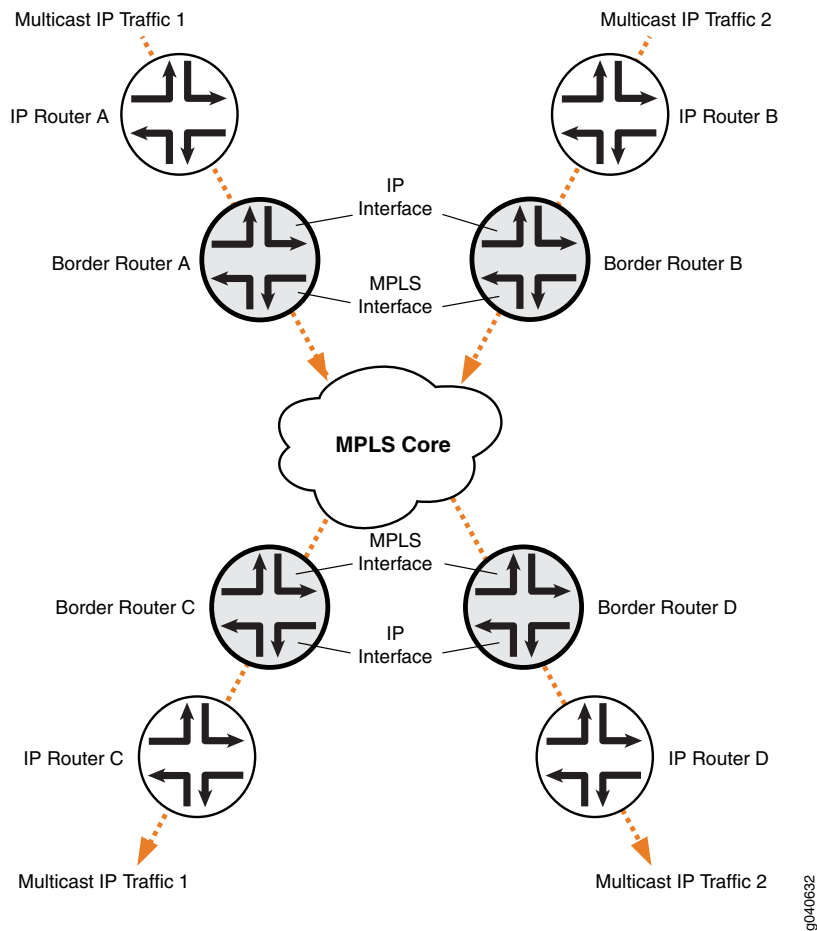 Multicast IP Traffic 1
Multicast IP Traffic 2
IP Router A
IP Router B
IP
Interface
Border Router A
Border Router B
MPLS
Interface
MPLS Core
MPLS
Interface
Border Router C
Border Router D
IP
Interface
IP Router C
IP Router D
Multicast IP Traffic 1
Multicast IP Traffic 2
g040632